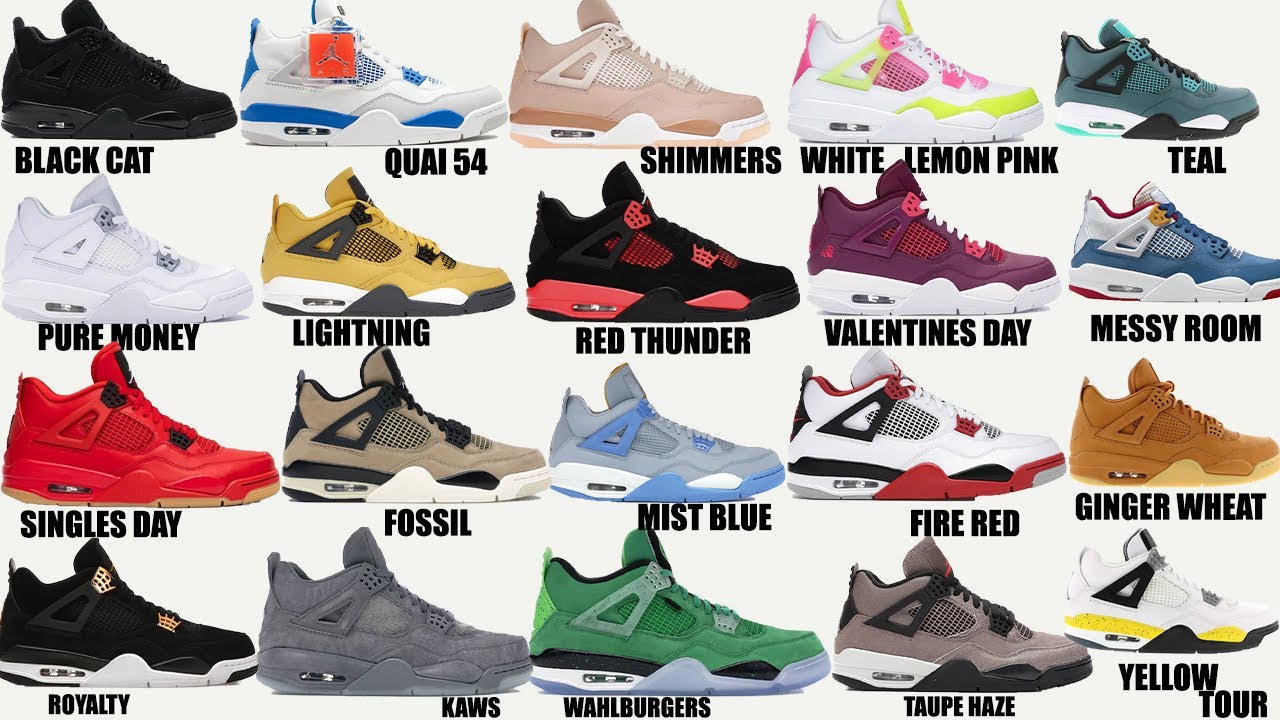 BLACK CAT
QUAI 54
SHIMMERS
WHITE LEMON PINK
TEAL
PURE MONEY
LIGHTNING
RED THUNDER
VALENTINES DAY
MESSY ROOM
SINGLES DAY
FOSSIL
MIST BLUE
FIRE RED
GINGER WHEAT
ROYALTY
KAWS
WAHLBURGERS
TAUPE HAZE
YELLOW
TOUR